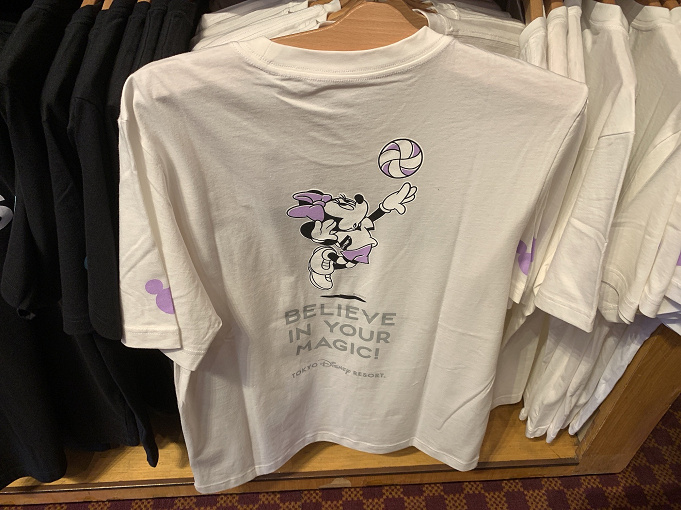 BELIEVE
IN YOUR
MAGIC!
TOKYO Disney RESORT.